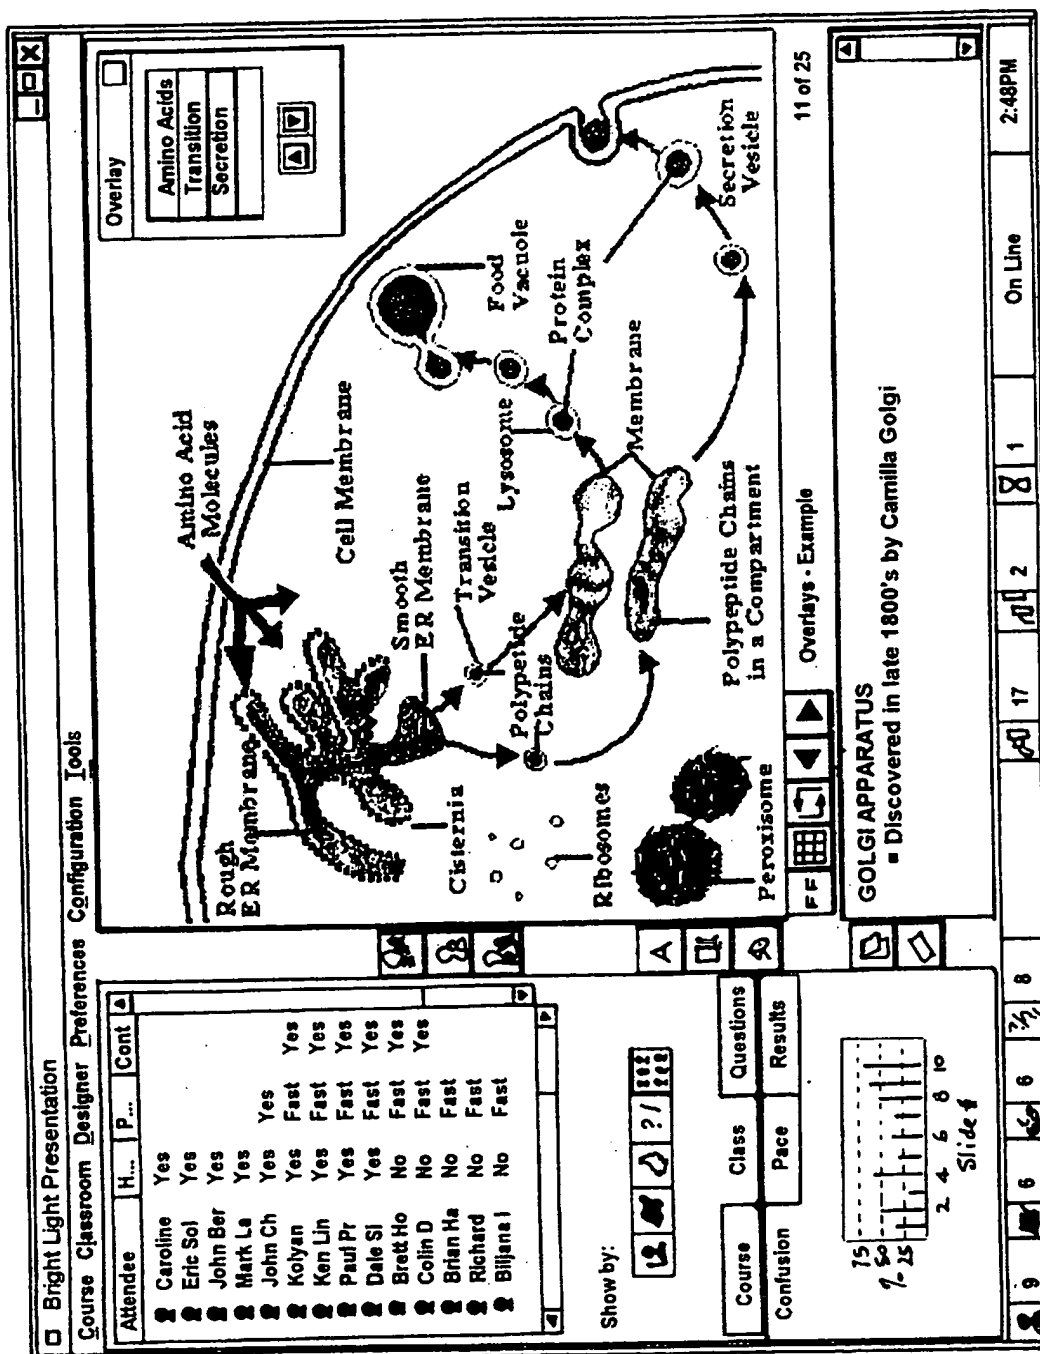 Bright Light Presentation
Course Classroom Designer Preferences Configuration Tools
Attendee H... P... Cont
Caroline Yes
Eric Sol Yes
John Ber Yes
Mark La Yes
John Ch Yes Yes
Kolyan Yes Fast Yes
Ken Lin Yes Fast Yes
Paul Pr Yes Fast Yes
Dale Si Yes Fast Yes
Brett Ho No Fast Yes
Colin D No Fast Yes
Brian Ha No Fast
Richard No Fast
Biljana I No Fast
Show by:
? /
Course Class Questions
Confusion Pace Results
75
% 50
25
2 4 6 8 10
Slide #
A
Overlay
Amino Acids
Transition
Secretion
Amino Acid
Molecules
Rough
ER Membrane
Cell Membrane
Cisternia
Smooth
ER Membrane
Transition
Vesicle
Food
Vacuole
Lysosome
Polypetide
Chains
Protein
Complex
Ribosomes
Membrane
Secretion
Vesicle
Peroxisome
Polypeptide Chains
in a Compartment
FF
Overlays - Example
11 of 25
GOLGI APPARATUS
▪ Discovered in late 1800's by Camilla Golgi
9 6 6 8 17 2 1 On Line 2:48PM